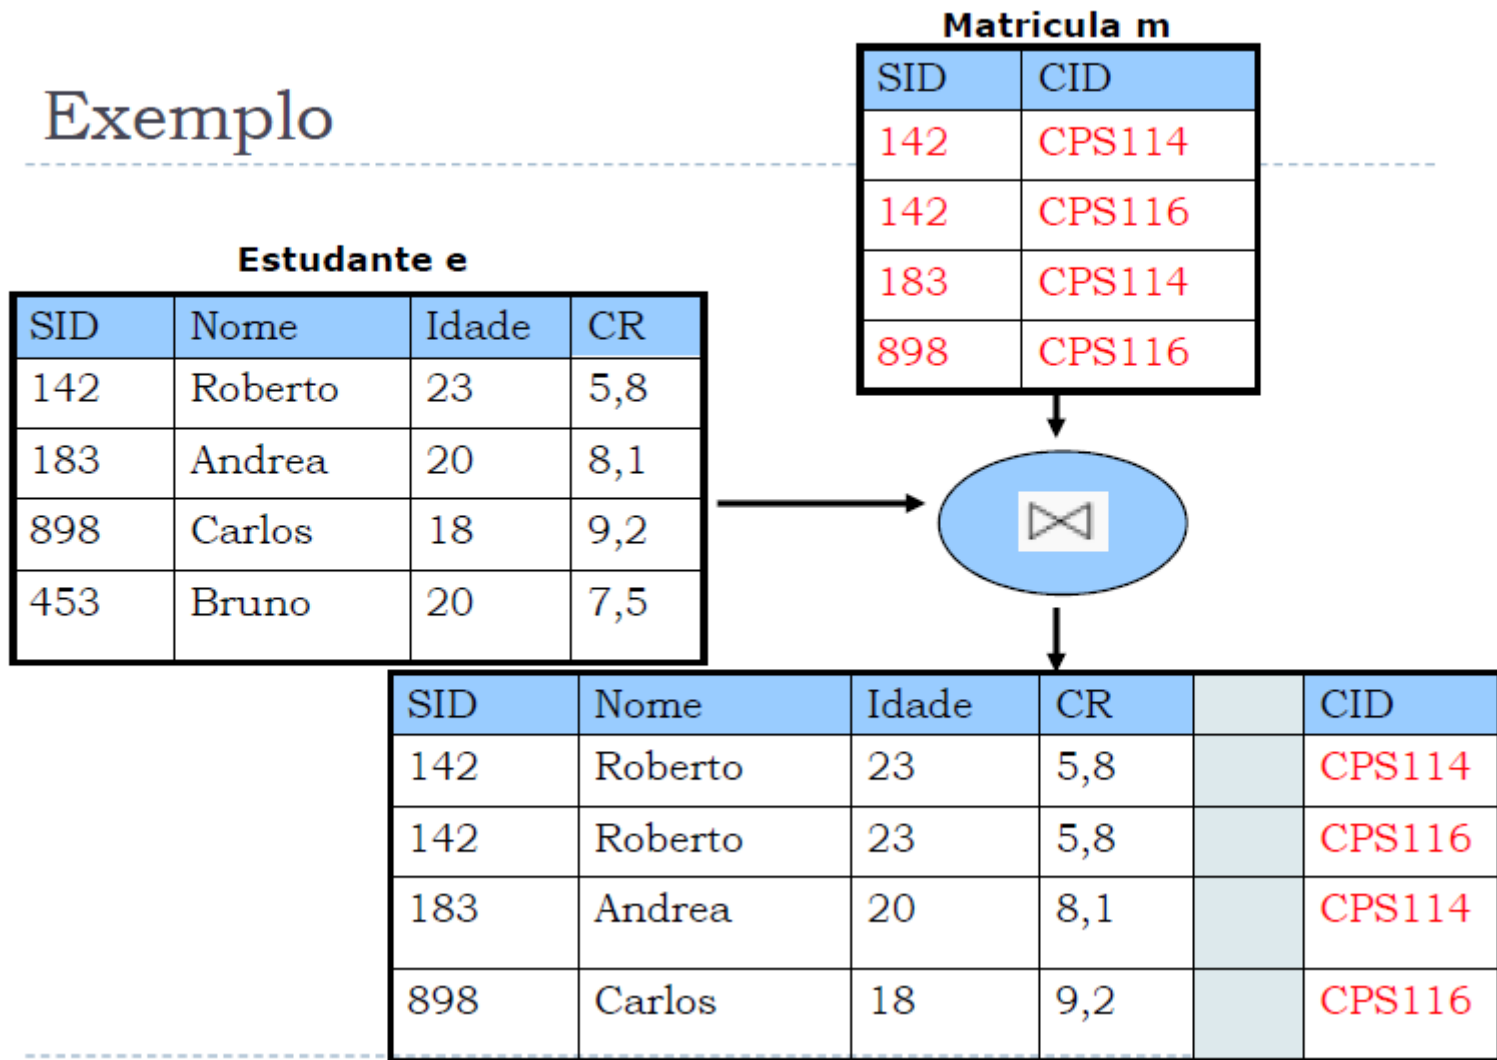 Exemplo
Matricula m
SID CID
142 CPS114
142 CPS116
183 CPS114
898 CPS116
Estudante e
SID Nome Idade CR
142 Roberto 23 5,8
183 Andrea 20 8,1
898 Carlos 18 9,2
453 Bruno 20 7,5
⋈
SID Nome Idade CR CID
142 Roberto 23 5,8 CPS114
142 Roberto 23 5,8 CPS116
183 Andrea 20 8,1 CPS114
898 Carlos 18 9,2 CPS116